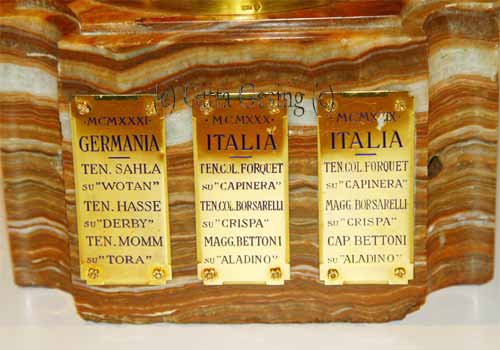 (c) Gitta Gesing (c)
·MCMXXXI·
GERMANIA
TEN. SAHLA
SU "WOTAN"
TEN. HASSE
SU "DERBY"
TEN. MOMM
SU "TORA"
·MCMXXX·
ITALIA
TEN.COL.FORQUET
SU "CAPINERA"
TEN.COL.BORSARELLI
SU "CRISPA"
MAGG.BETTONI
SU "ALADINO"
MCMXXIX
ITALIA
TEN.COL.FORQUET
SU "CAPINERA"
MAGG. BORSARELLI
SU "CRISPA"
CAP. BETTONI
SU "ALADINO"